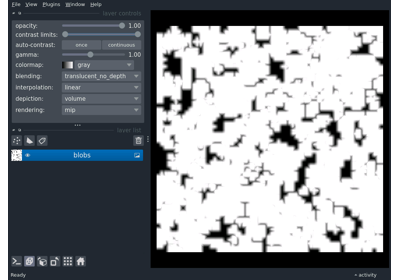 File View Plugins Window Help
layer controls
opacity: 1.00
contrast limits:
auto-contrast: once continuous
gamma: 1.00
colormap: gray
blending: translucent_no_depth
interpolation: linear
depiction: volume
rendering: mip
layer list
blobs
Ready
activity